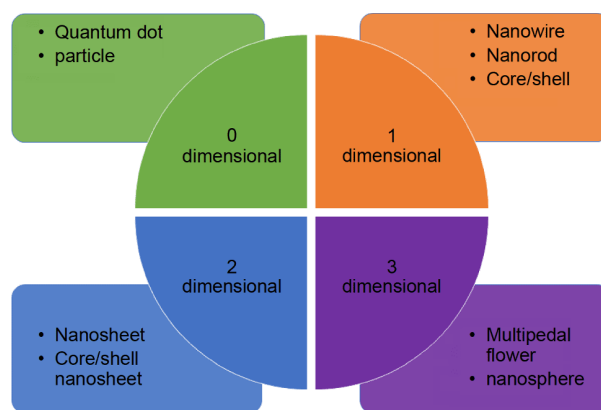 • Quantum dot
• particle
• Nanowire
• Nanorod
• Core/shell
0
dimensional
1
dimensional
2
dimensional
3
dimensional
• Nanosheet
• Core/shell
nanosheet
• Multipedal
flower
• nanosphere